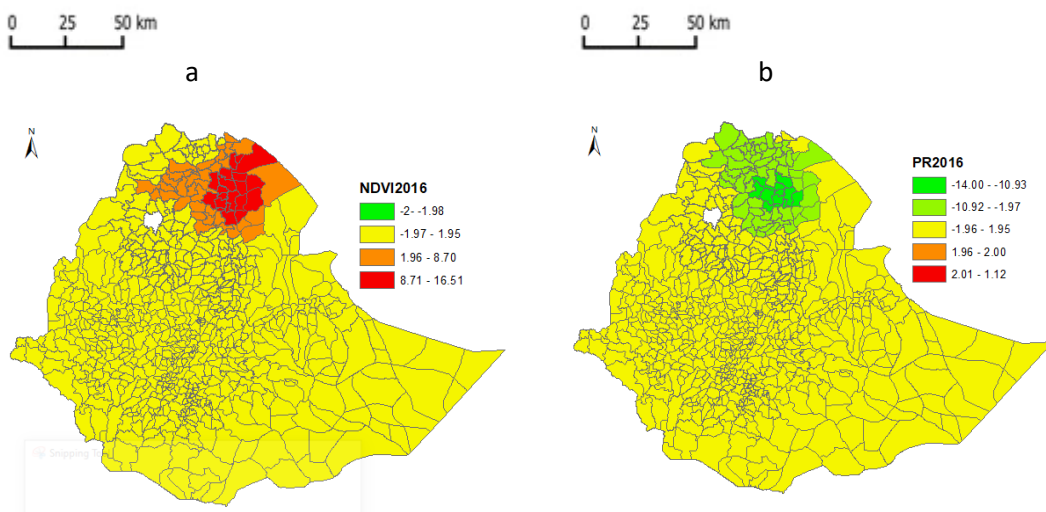 0 25 50 km
0 25 50 km
a
b
N
NDVI2016
-2- -1.98
-1.97 - 1.95
1.96 - 8.70
8.71 - 16.51
N
PR2016
-14.00 - -10.93
-10.92 - -1.97
-1.96 - 1.95
1.96 - 2.00
2.01 - 1.12